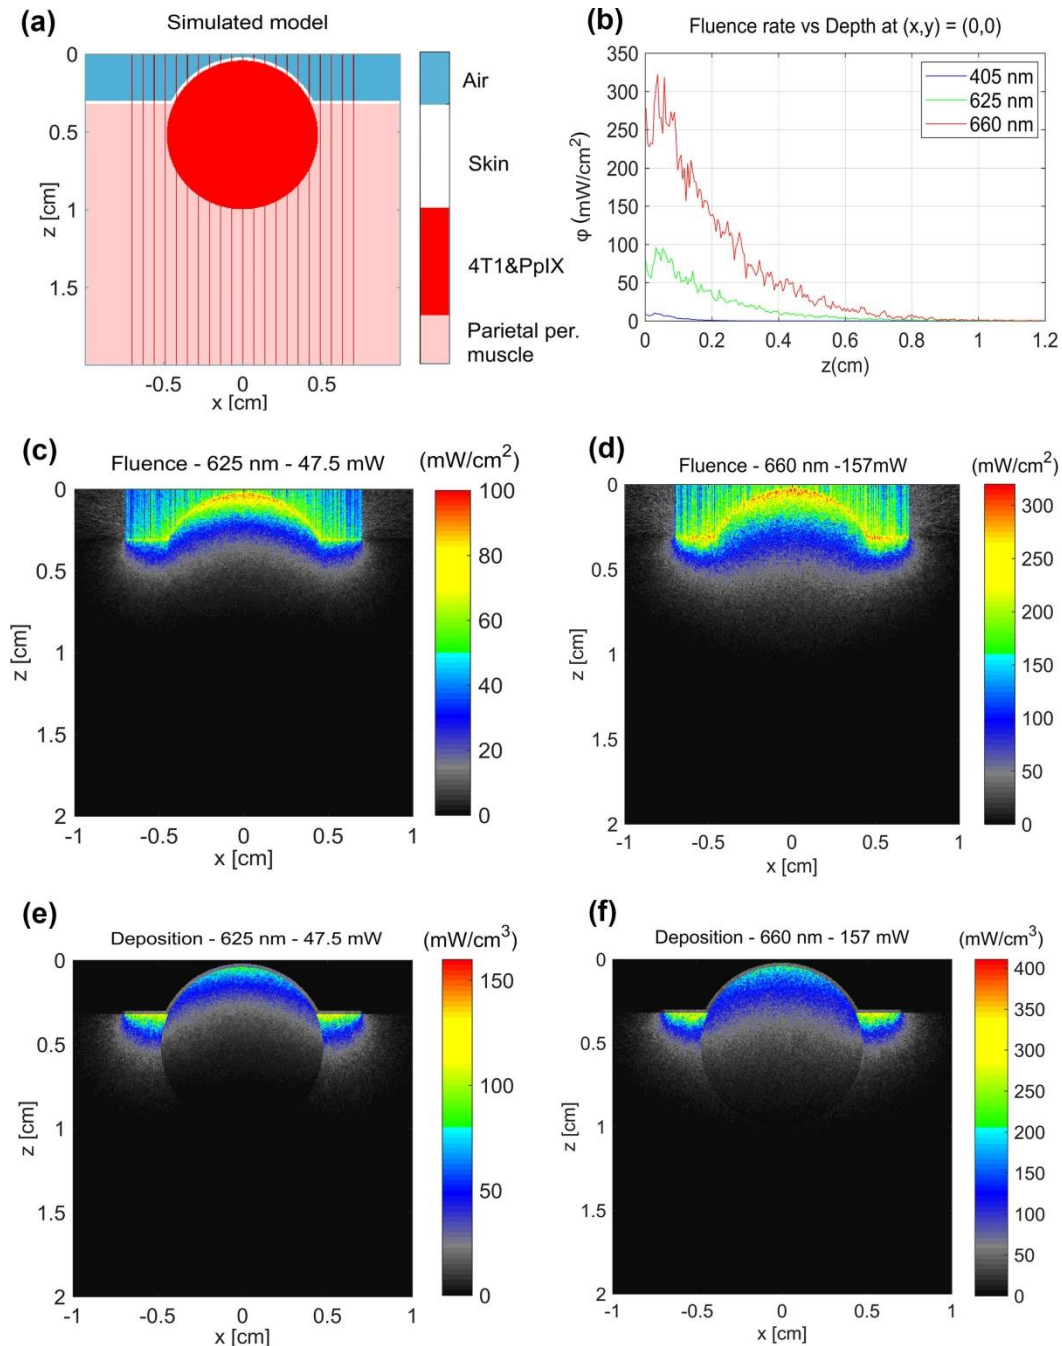 (a)
Simulated model
0
0.5
1
1.5
z [cm]
-0.5 0 0.5
x [cm]
Air
Skin
4T1&PpIX
Parietal per.
muscle
(b)
Fluence rate vs Depth at (x,y) = (0,0)
350
300
250
200
150
100
50
0
φ (mW/cm²)
405 nm
625 nm
660 nm
0 0.2 0.4 0.6 0.8 1 1.2
z(cm)
(c)
Fluence - 625 nm - 47.5 mW
(mW/cm²)
0
0.5
1
1.5
2
z [cm]
-1 -0.5 0 0.5 1
x [cm]
100
80
60
40
20
0
(d)
Fluence - 660 nm -157mW
(mW/cm²)
0
0.5
1
1.5
2
z [cm]
-1 -0.5 0 0.5 1
x [cm]
300
250
200
150
100
50
0
(e)
Deposition - 625 nm - 47.5 mW
(mW/cm³)
0
0.5
1
1.5
2
z [cm]
-1 -0.5 0 0.5 1
x [cm]
150
100
50
0
(f)
Deposition - 660 nm - 157 mW
(mW/cm³)
0
0.5
1
1.5
2
z [cm]
-1 -0.5 0 0.5 1
x [cm]
400
350
300
250
200
150
100
50
0